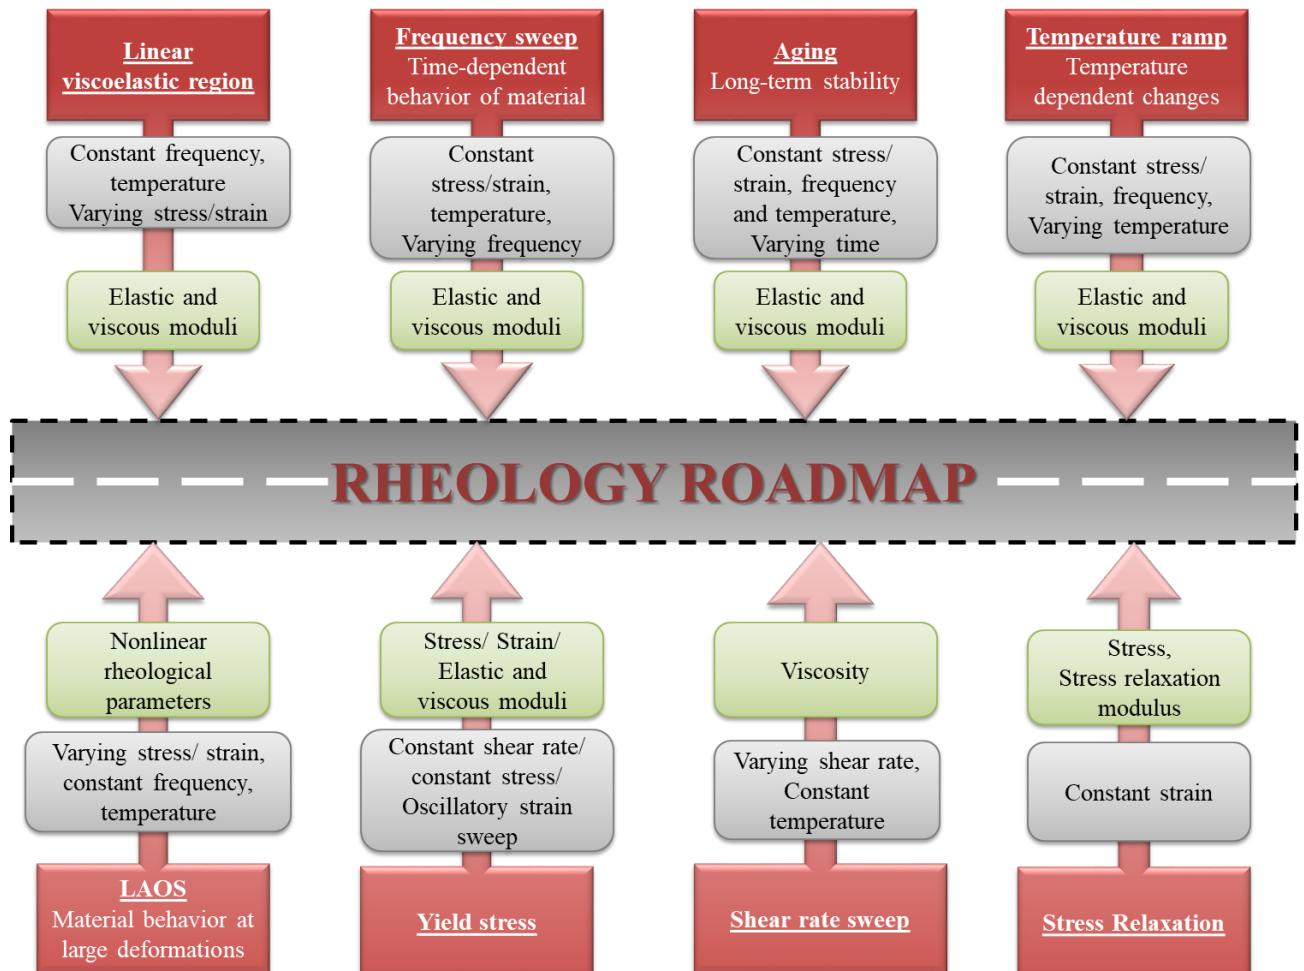 Linear
viscoelastic region
Constant frequency,
temperature
Varying stress/strain
Elastic and
viscous moduli
Frequency sweep
Time-dependent
behavior of material
Constant
stress/strain,
temperature,
Varying frequency
Elastic and
viscous moduli
Aging
Long-term stability
Constant stress/
strain, frequency
and temperature,
Varying time
Elastic and
viscous moduli
Temperature ramp
Temperature
dependent changes
Constant stress/
strain, frequency,
Varying temperature
Elastic and
viscous moduli
RHEOLOGY ROADMAP
Nonlinear
rheological
parameters
Varying stress/ strain,
constant frequency,
temperature
LAOS
Material behavior at
large deformations
Stress/ Strain/
Elastic and
viscous moduli
Constant shear rate/
constant stress/
Oscillatory strain
sweep
Yield stress
Viscosity
Varying shear rate,
Constant
temperature
Shear rate sweep
Stress,
Stress relaxation
modulus
Constant strain
Stress Relaxation